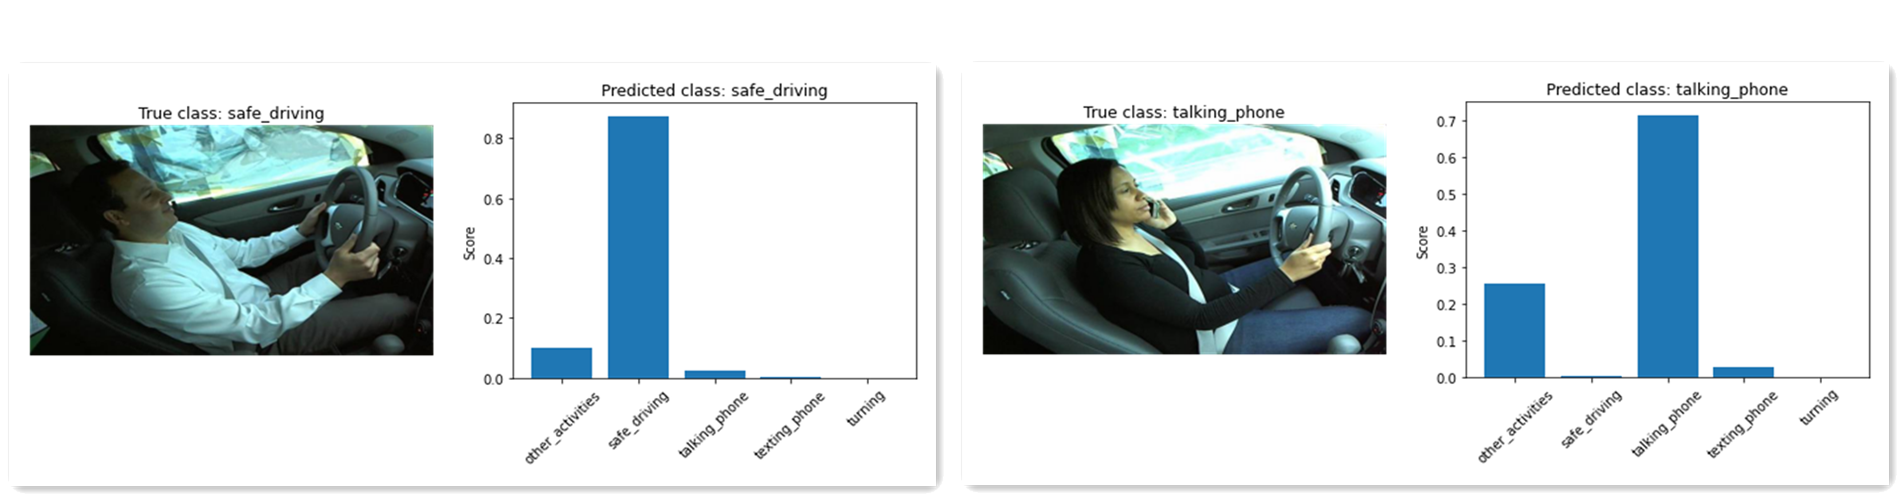 True class: safe_driving
Predicted class: safe_driving
Score
0.8
0.6
0.4
0.2
0.0
other_activities
safe_driving
talking_phone
texting_phone
turning
True class: talking_phone
Predicted class: talking_phone
Score
0.7
0.6
0.5
0.4
0.3
0.2
0.1
0.0
other_activities
safe_driving
talking_phone
texting_phone
turning